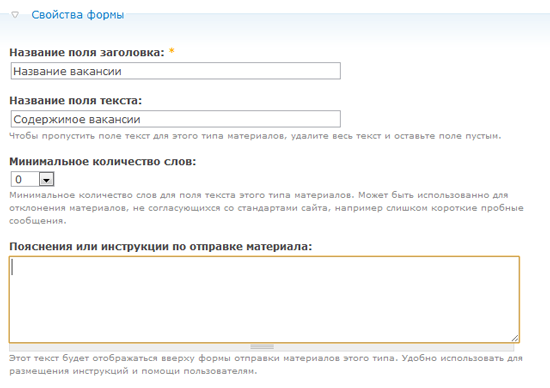 Свойства формы
Название поля заголовка: *
Название вакансии
Название поля текста:
Содержимое вакансии
Чтобы пропустить поле текст для этого типа материалов, удалите весь текст и оставьте поле пустым.
Минимальное количество слов:
0
Минимальное количество слов для поля текста этого типа материалов. Может быть использованно для
отклонения материалов, не согласующихся со стандартами сайта, например слишком короткие пробные
сообщения.
Пояснения или инструкции по отправке материала:
Этот текст будет отображаться вверху формы отправки материалов этого типа. Удобно использовать для
размещения инструкций и помощи пользователям.